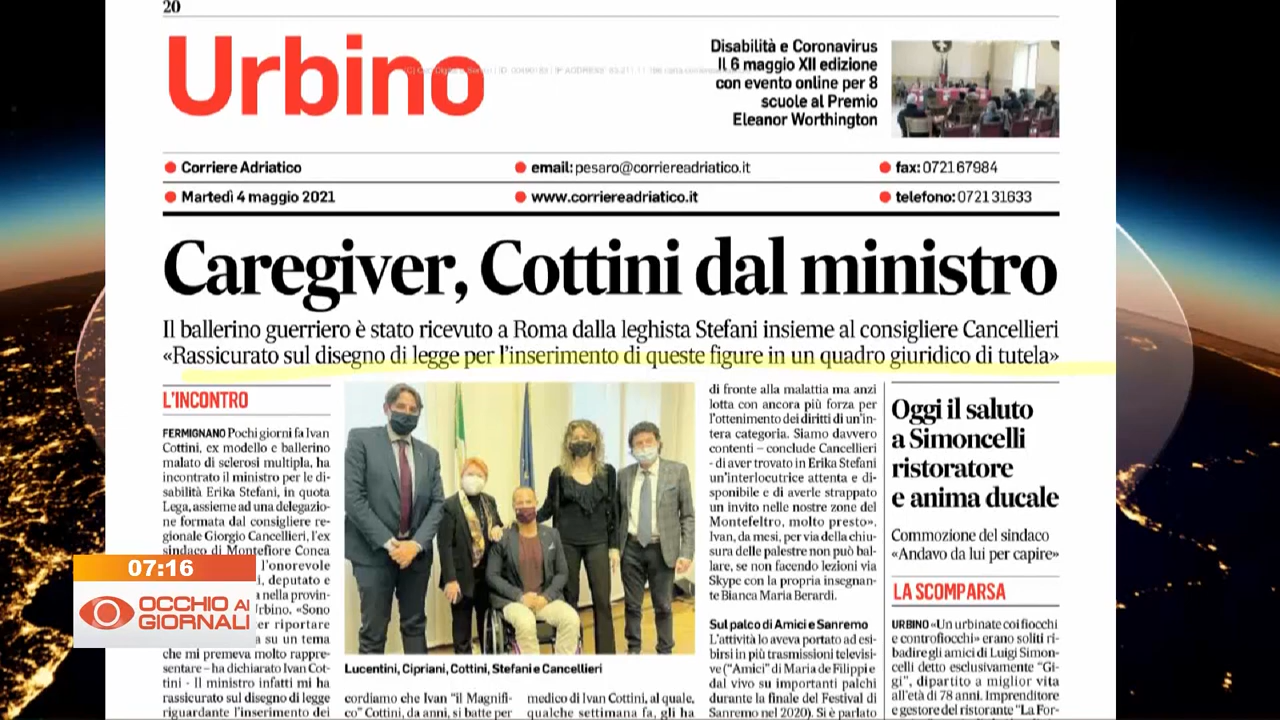 20
Urbino
Disabilità e Coronavirus
Il 6 maggio XII edizione
con evento online per 8
scuole al Premio
Eleanor Worthington
Corriere Adriatico
email: pesaro@corriereadriatico.it
fax: 0721 67984
Martedì 4 maggio 2021
www.corriereadriatico.it
telefono: 0721 31633
Caregiver, Cottini dal ministro
Il ballerino guerriero è stato ricevuto a Roma dalla leghista Stefani insieme al consigliere Cancellieri
«Rassicurato sul disegno di legge per l'inserimento di queste figure in un quadro giuridico di tutela»
L'INCONTRO
FERMIGNANO Pochi giorni fa Ivan
Cottini, ex modello e ballerino
malato di sclerosi multipla, ha
incontrato il ministro per le di-
sabilità Erika Stefani, in quota
Lega, assieme ad una delegazio-
ne formata dal consigliere re-
gionale Giorgio Cancellieri, l'ex
sindaco di Montefiore Conca
l'onorevole
i, deputato e
a nella provin-
Urbino. «Sono
er riportare
a su un tema
che mi premeva molto rappre-
sentare – ha dichiarato Ivan Cot-
tini - Il ministro infatti mi ha
rassicurato sul disegno di legge
riguardante l'inserimento dei
Lucentini, Cipriani, Cottini, Stefani e Cancellieri
cordiamo che Ivan “il Magnifi-
co” Cottini, da anni, si batte per
medico di Ivan Cottini, al quale,
qualche settimana fa, gli ha
di fronte alla malattia ma anzi
lotta con ancora più forza per
l'ottenimento dei diritti di un'in-
tera categoria. Siamo davvero
contenti – conclude Cancellieri
- di aver trovato in Erika Stefani
un'interlocutrice attenta e di-
sponibile e di averle strappato
un invito nelle nostre zone del
Montefeltro, molto presto».
Ivan, da mesi, per via della chiu-
sura delle palestre non può bal-
lare, se non facendo lezioni via
Skype con la propria insegnan-
te Bianca Maria Berardi.
Sul palco di Amici e Sanremo
L'attività lo aveva portato ad esi-
birsi in più trasmissioni televisi-
ve (“Amici” di Maria de Filippi e
dal vivo su importanti palchi
durante la finale del Festival di
Sanremo nel 2020). Si è parlato
Oggi il saluto
a Simoncelli
ristoratore
e anima ducale
Commozione del sindaco
«Andavo da lui per capire»
LA SCOMPARSA
URBINO «Un urbinate coi fiocchi
e controfiocchi» erano soliti ri-
badire gli amici di Luigi Simon-
celli detto esclusivamente “Gi-
gi”, dipartito a miglior vita
all'età di 78 anni. Imprenditore
e gestore del ristorante “La For-
07:16
OCCHIO AI
GIORNALI